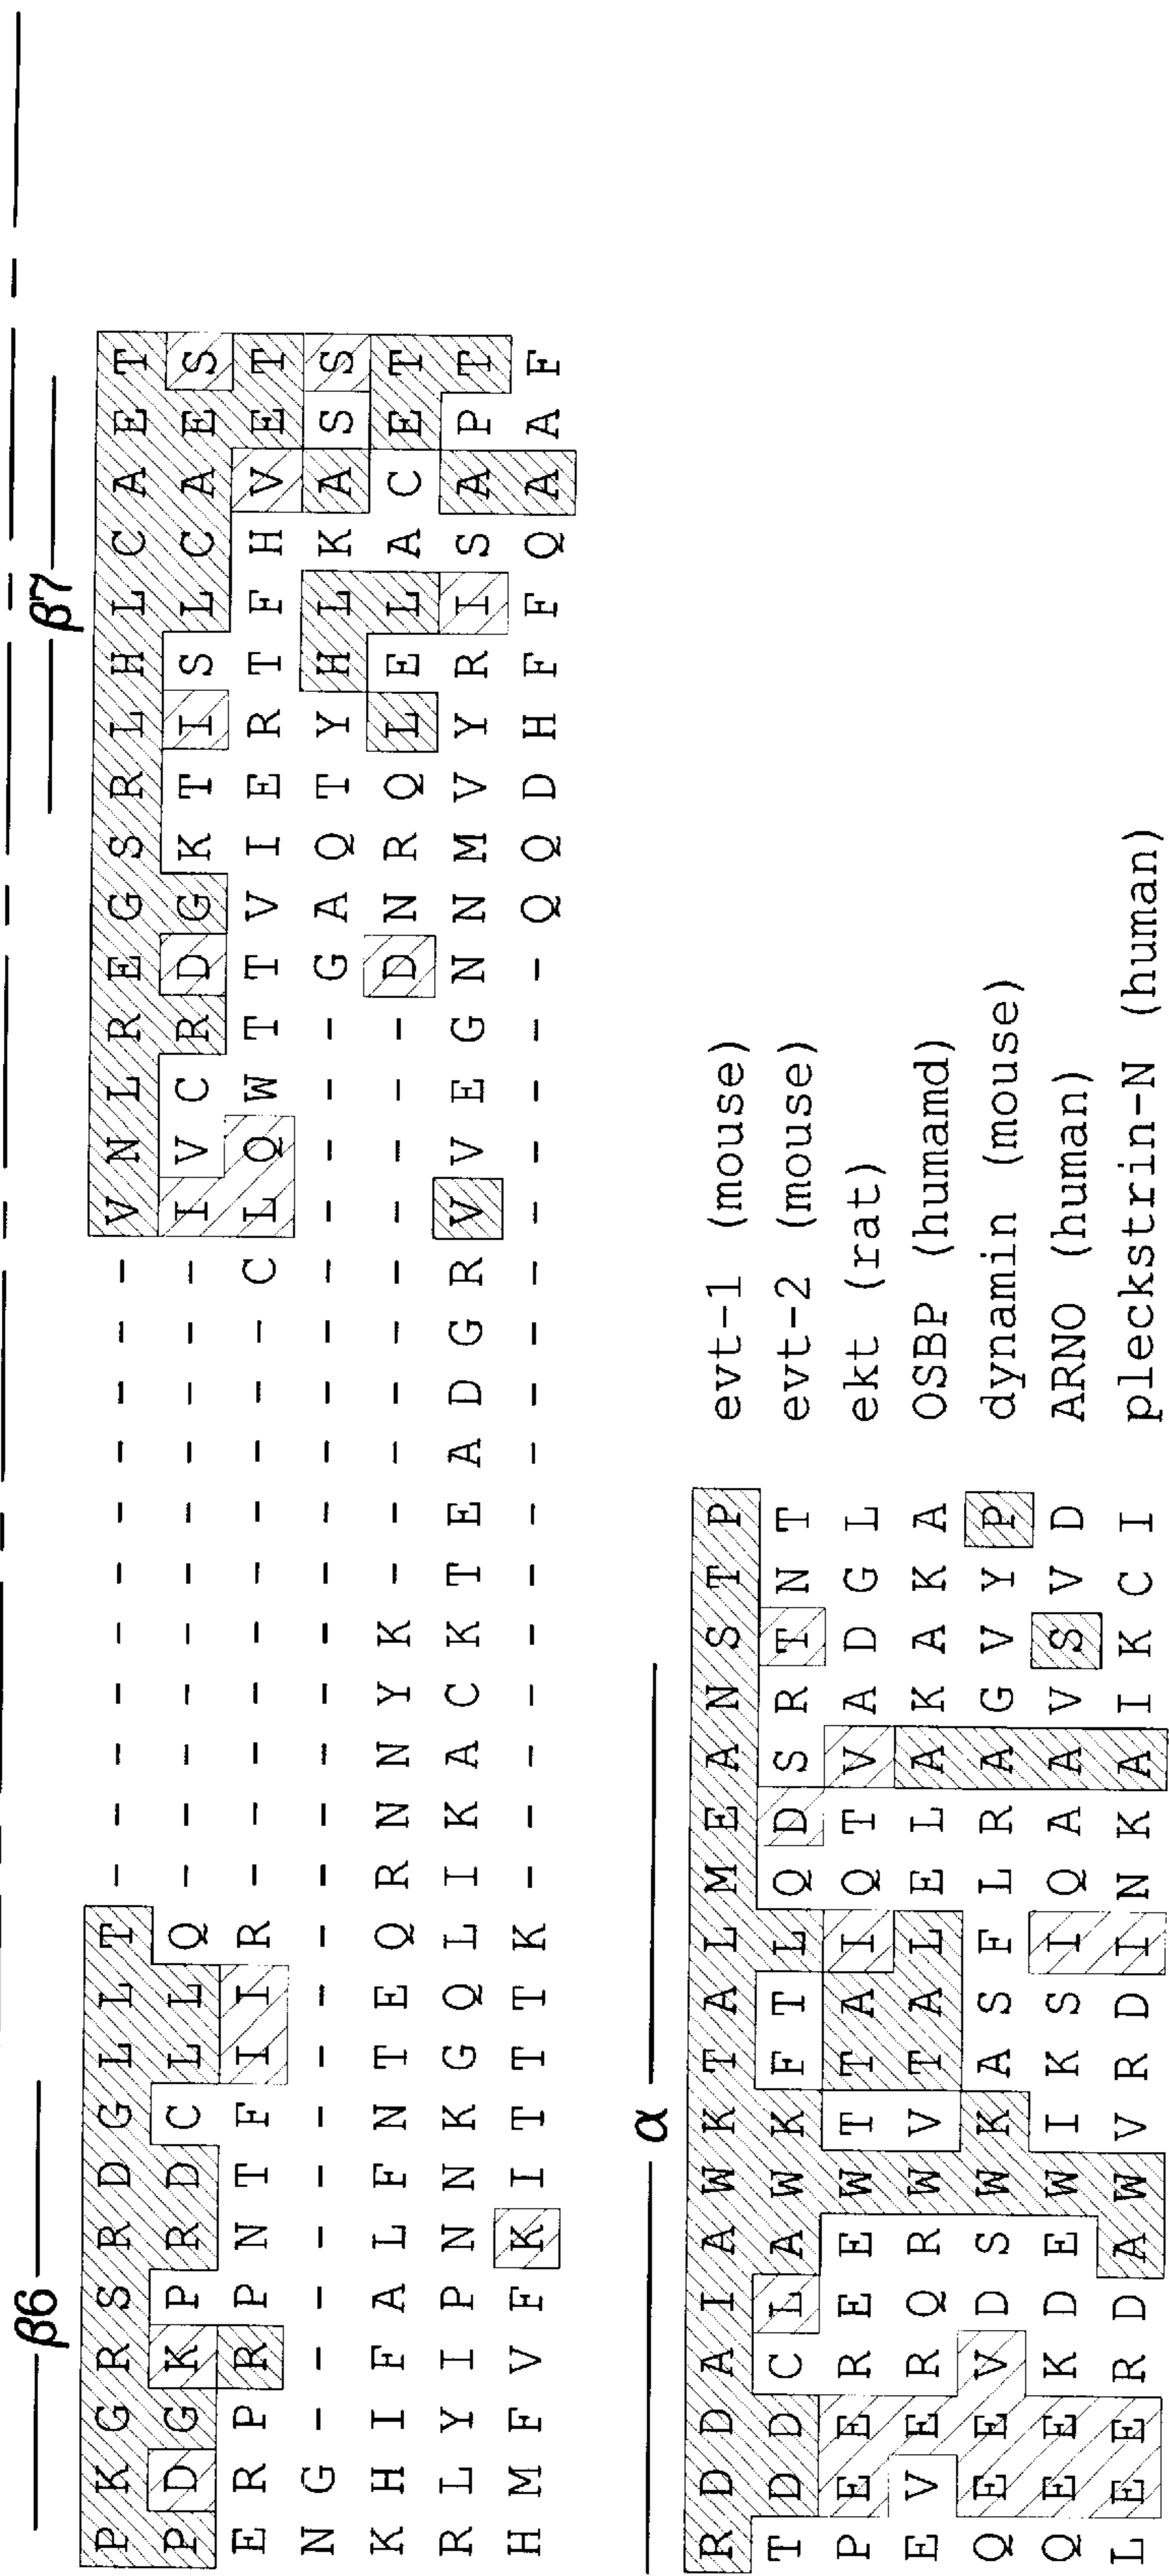 β6 β7
P K G R S R D G L L T - - - - - - - - - - - V N L R E G S R L H L C A E T
P D G K P R D C L L Q - - - - - - - - - - - I V C R D G K T I S L C A E S
E R P R P N T F I I R - - - - - - - - - - C L Q W T T V I E R T F H V E T
N G - - - - - - - - - - - - - - - - - - - - - - - - G A Q T Y H L K A S S
K H I F A L F N T E Q R N N Y K - - - - - - - - - - D N R Q L E L A C E T
R L Y I P N N K G Q L I K A C K T E A D G R V V E G N N M V Y R I S A P T
H M F V F K I T T T K - - - - - - - - - - - - - - - - Q Q D H F F Q A A F
α
R D D A I A W K T A L M E A N S T P evt-1 (mouse)
T D D C L A W K F T L Q D S R T N T evt-2 (mouse)
P E E R E E W T T A I Q T V A D G L ekt (rat)
E V E R Q R W V T A L E L A K A K A OSBP (humamd)
Q E E V D S W K A S F L R A G V Y P dynamin (mouse)
Q E E K D E W I K S I Q A A V S V D ARNO (human)
L E E R D A W V R D I N K A I K C I pleckstrin-N (human)